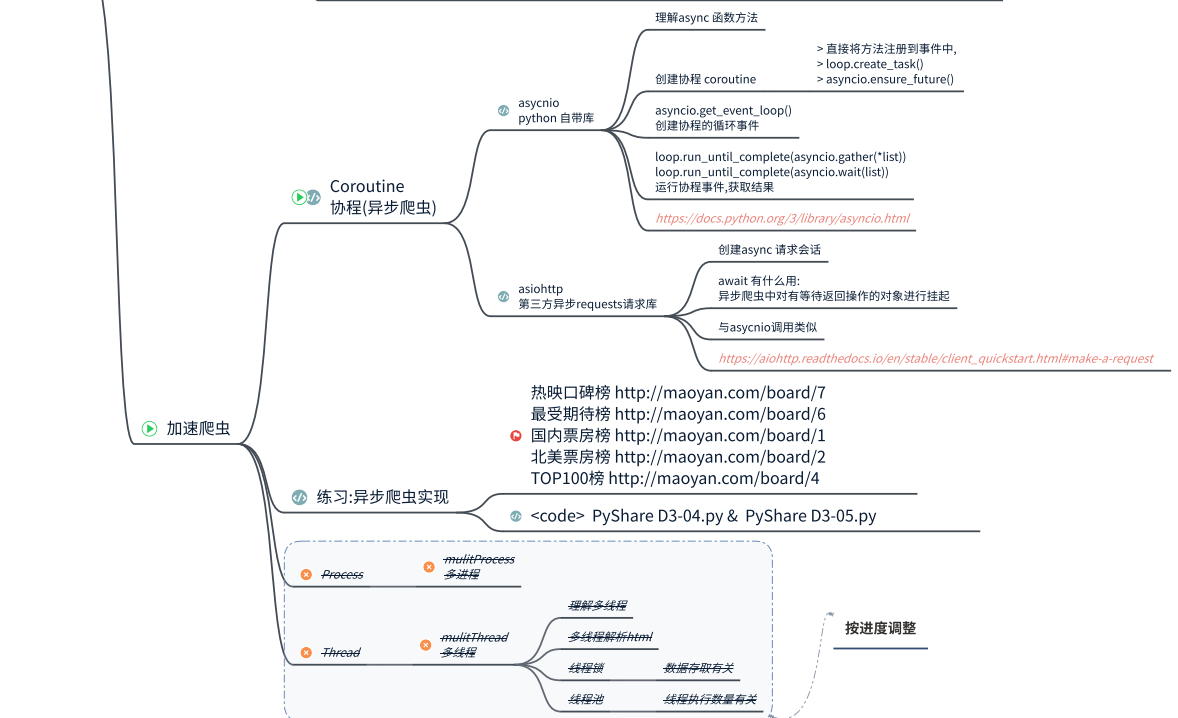 理解async 函数方法
创建协程 coroutine
> 直接将方法注册到事件中,
> loop.create_task()
> asyncio.ensure_future()
asycnio
python 自带库
asyncio.get_event_loop()
创建协程的循环事件
loop.run_until_complete(asyncio.gather(*list))
loop.run_until_complete(asyncio.wait(list))
运行协程事件,获取结果
https://docs.python.org/3/library/asyncio.html
Coroutine
协程(异步爬虫)
asiohttp
第三方异步requests请求库
创建async 请求会话
await 有什么用:
异步爬虫中对有等待返回操作的对象进行挂起
与asycnio调用类似
https://aiohttp.readthedocs.io/en/stable/client_quickstart.html#make-a-request
加速爬虫
热映口碑榜 http://maoyan.com/board/7
最受期待榜 http://maoyan.com/board/6
国内票房榜 http://maoyan.com/board/1
北美票房榜 http://maoyan.com/board/2
TOP100榜 http://maoyan.com/board/4
练习:异步爬虫实现
<code> PyShare D3-04.py & PyShare D3-05.py
Process
mulitProcess
多进程
Thread
mulitThread
多线程
理解多线程
多线程解析html
线程锁
数据存取有关
线程池
线程执行数量有关
按进度调整